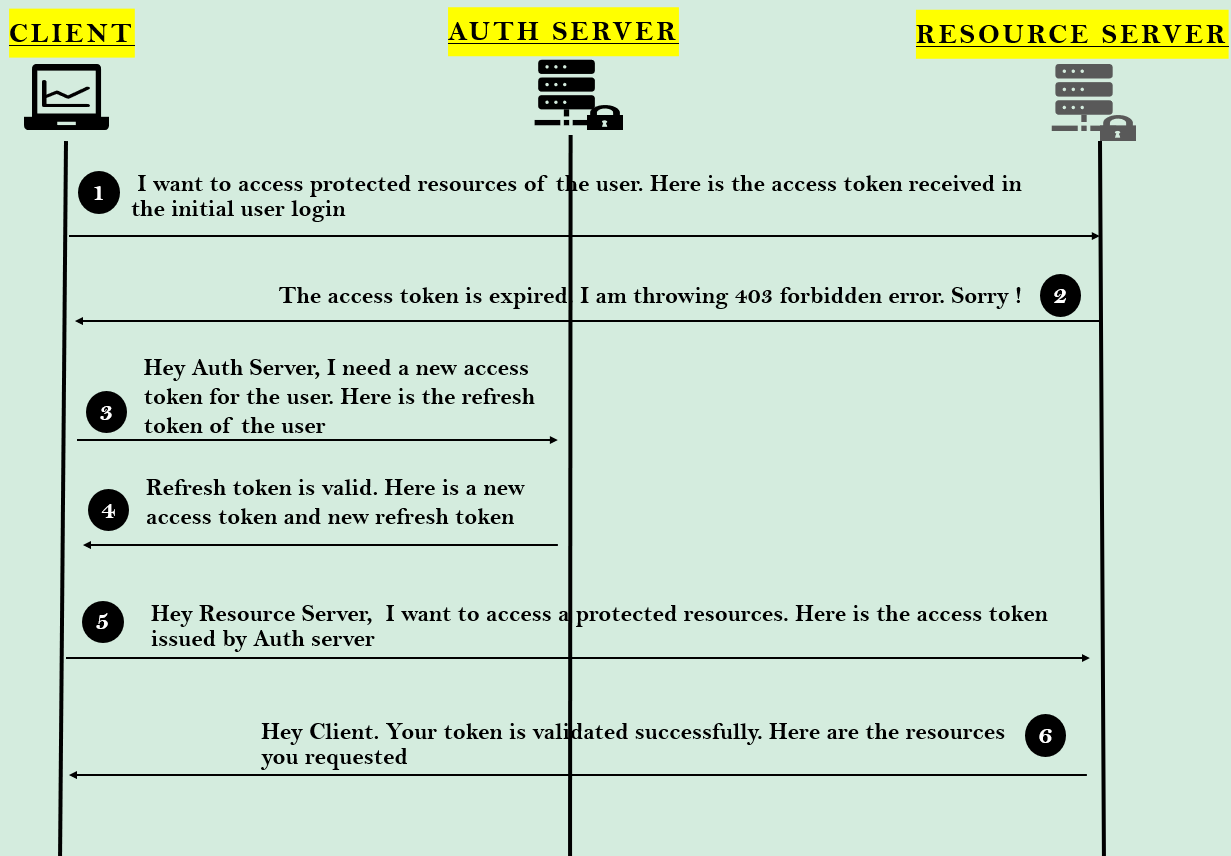 CLIENT
AUTH SERVER
RESOURCE SERVER
1
I want to access protected resources of the user. Here is the access token received in
the initial user login
The access token is expired. I am throwing 403 forbidden error. Sorry !
2
Hey Auth Server, I need a new access
token for the user. Here is the refresh
token of the user
3
Refresh token is valid. Here is a new
access token and new refresh token
4
Hey Resource Server, I want to access a protected resources. Here is the access token
issued by Auth server
5
Hey Client. Your token is validated successfully. Here are the resources
you requested
6